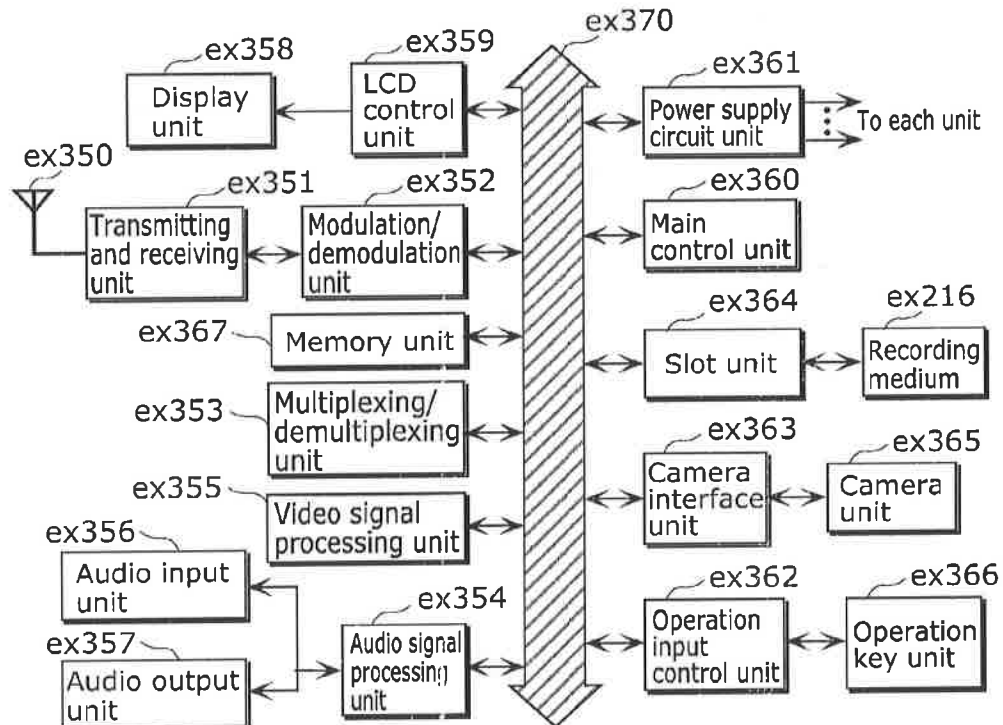 ex370
ex358
ex359
ex361
Display
unit
LCD
control
unit
Power supply
circuit unit
To each unit
ex350
ex351
ex352
ex360
Transmitting
and receiving
unit
Modulation/
demodulation
unit
Main
control unit
ex367
Memory unit
ex364
ex216
Slot unit
Recording
medium
ex353
Multiplexing/
demultiplexing
unit
ex363
ex365
Camera
interface
unit
Camera
unit
ex355
Video signal
processing unit
ex356
Audio input
unit
ex354
ex362
ex366
ex357
Audio output
unit
Audio signal
processing
unit
Operation
input
control unit
Operation
key unit